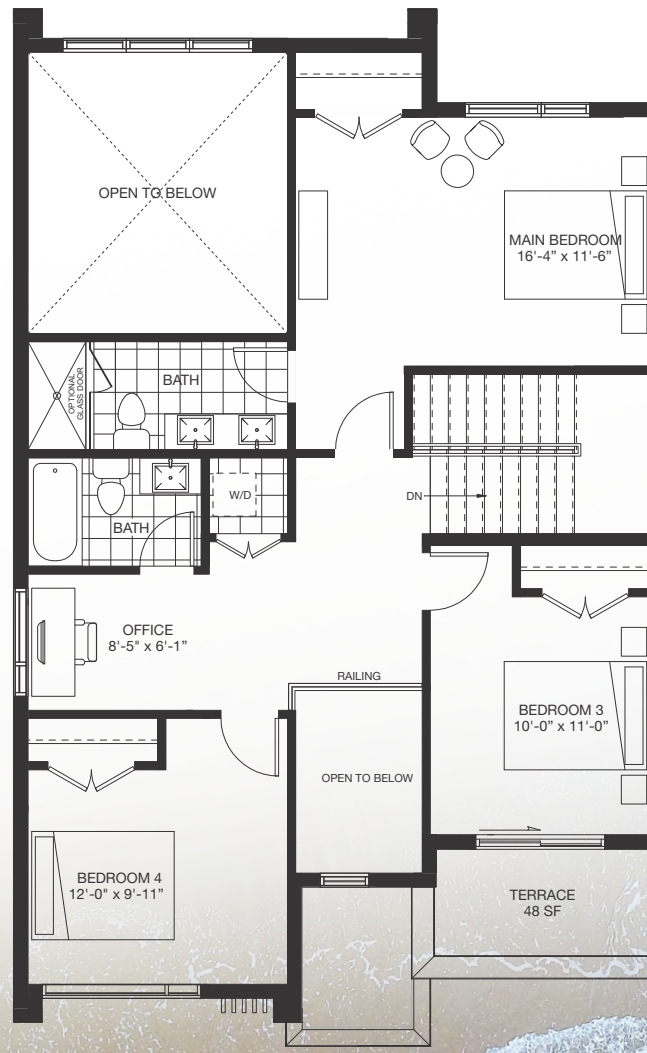 OPEN TO BELOW
MAIN BEDROOM
16'-4” x 11'-6”
OPTIONAL
GLASS DOOR
BATH
W/D
DN
BATH
OFFICE
8'-5" x 6'-1”
RAILING
BEDROOM 3
10'-0” x 11'-0”
OPEN TO BELOW
BEDROOM 4
12'-0" x 9'-11”
TERRACE
48 SF